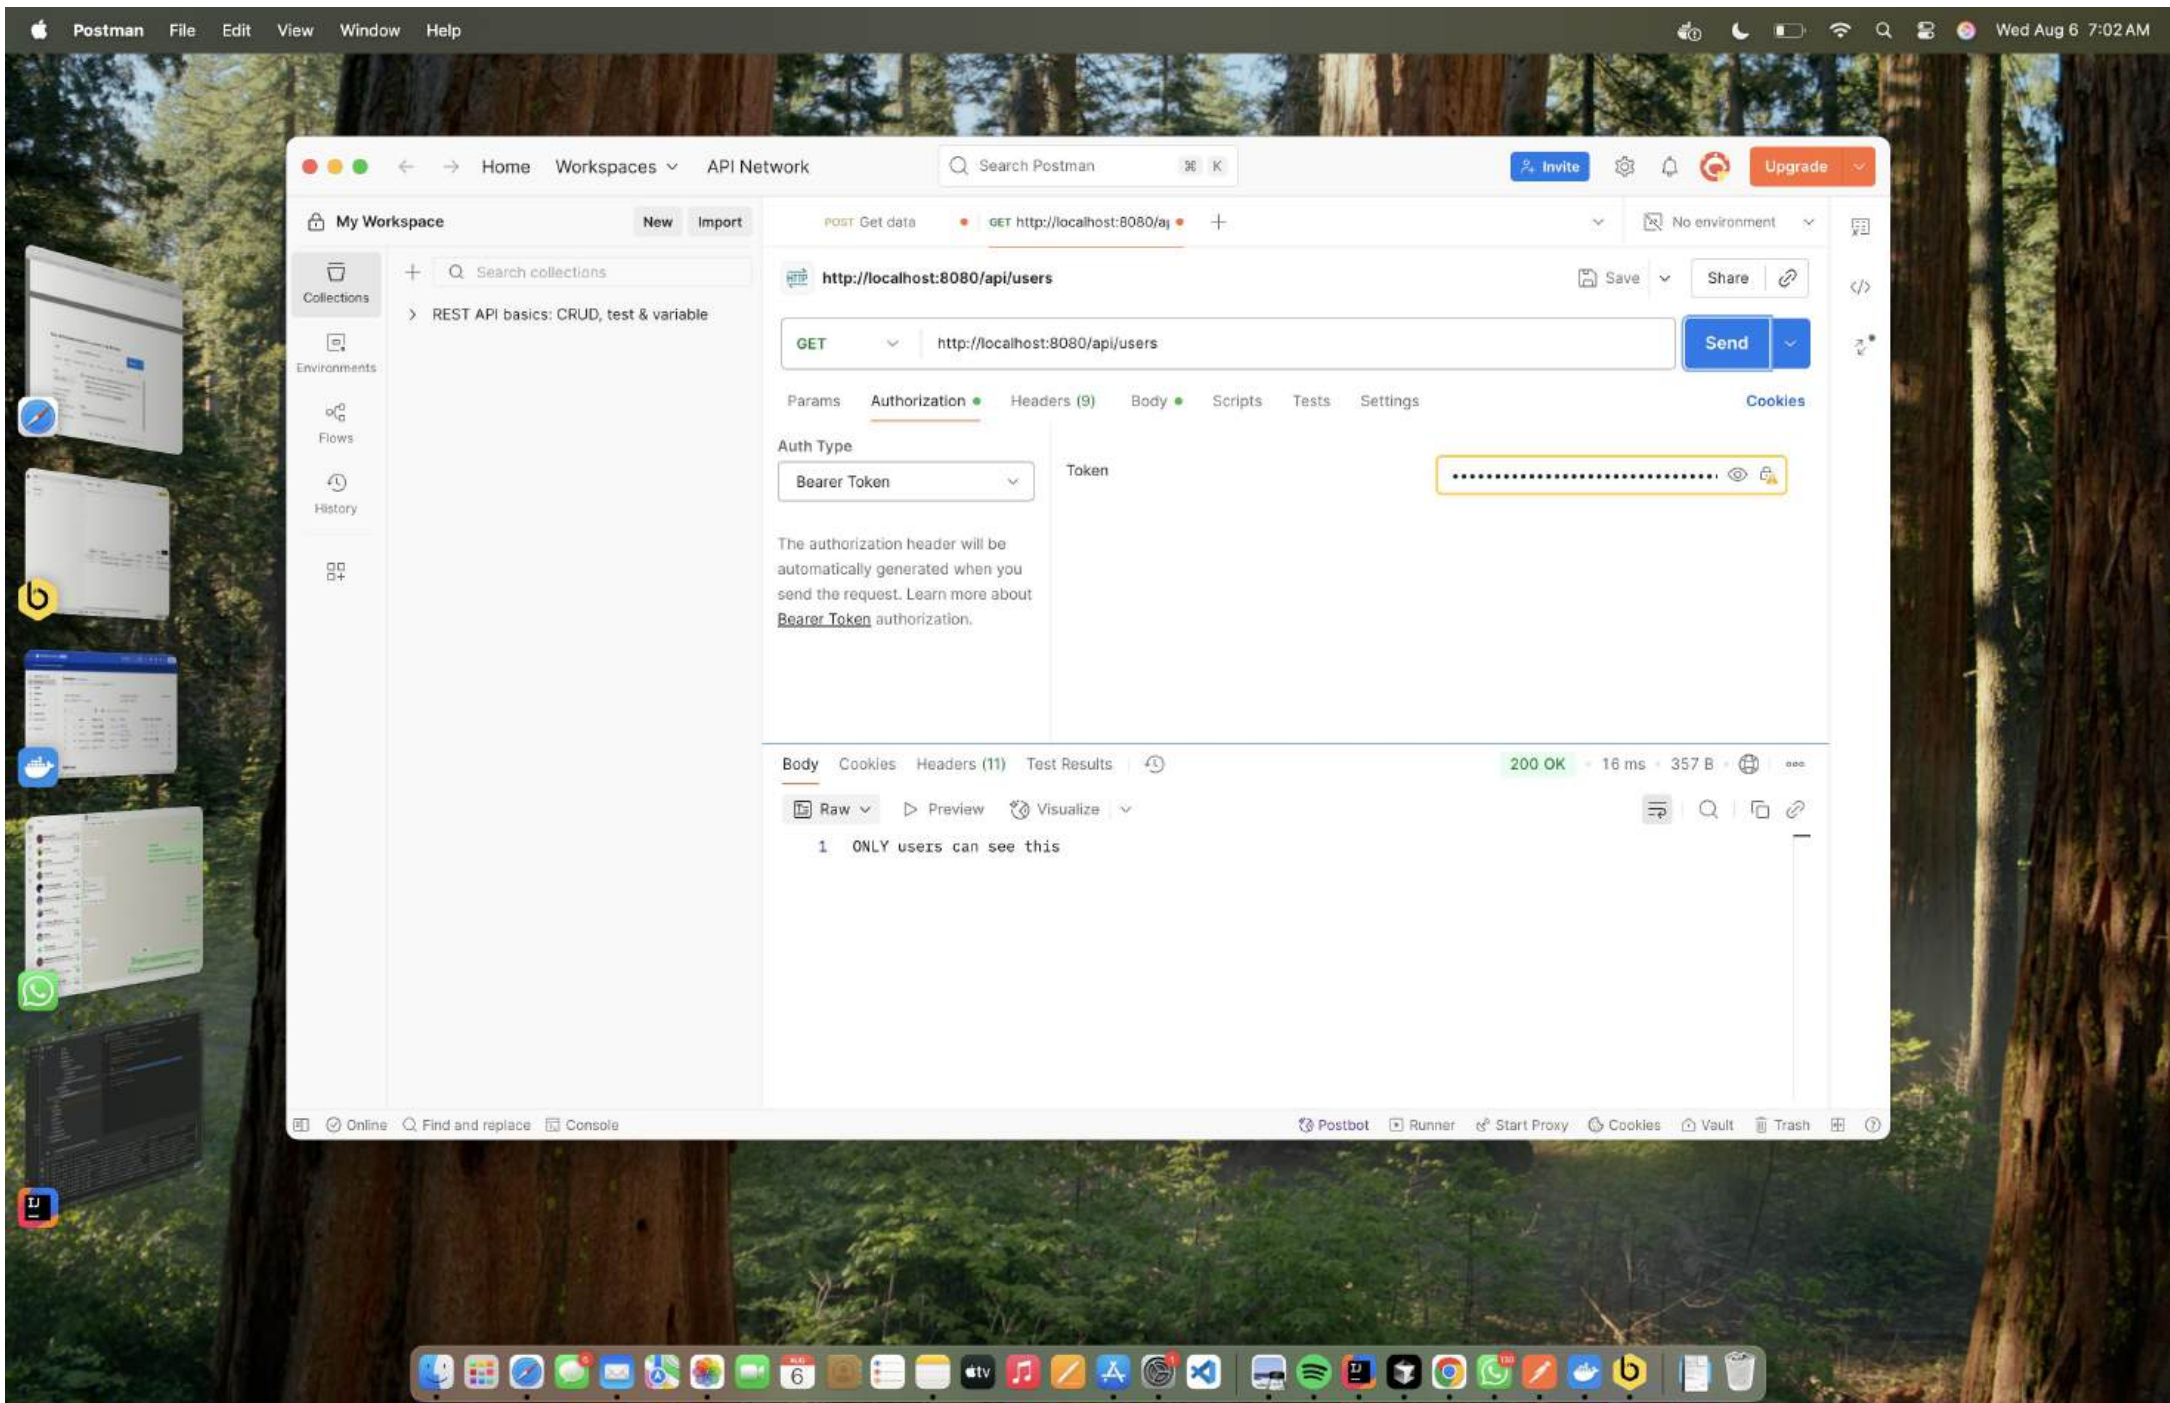 Postman File Edit View Window Help
Wed Aug 6 7:02 AM
Home Workspaces API Network
Search Postman ⌘ K
Invite
Upgrade
My Workspace
New Import
POST Get data
GET http://localhost:8080/a
No environment
Collections
Search collections
REST API basics: CRUD, test & variable
Environments
Flows
History
HTTP http://localhost:8080/api/users
Save Share
GET http://localhost:8080/api/users
Send
Params Authorization Headers (9) Body Scripts Tests Settings
Cookies
Auth Type
Bearer Token
Token
••••••••••••••••••••••••••••••••
The authorization header will be
automatically generated when you
send the request. Learn more about
Bearer Token authorization.
Body Cookies Headers (11) Test Results
200 OK • 16 ms • 357 B
Raw Preview Visualize
1 ONLY users can see this
Online Find and replace Console
Postbot Runner Start Proxy Cookies Vault Trash
IJ
AUG
6
tv
IJ